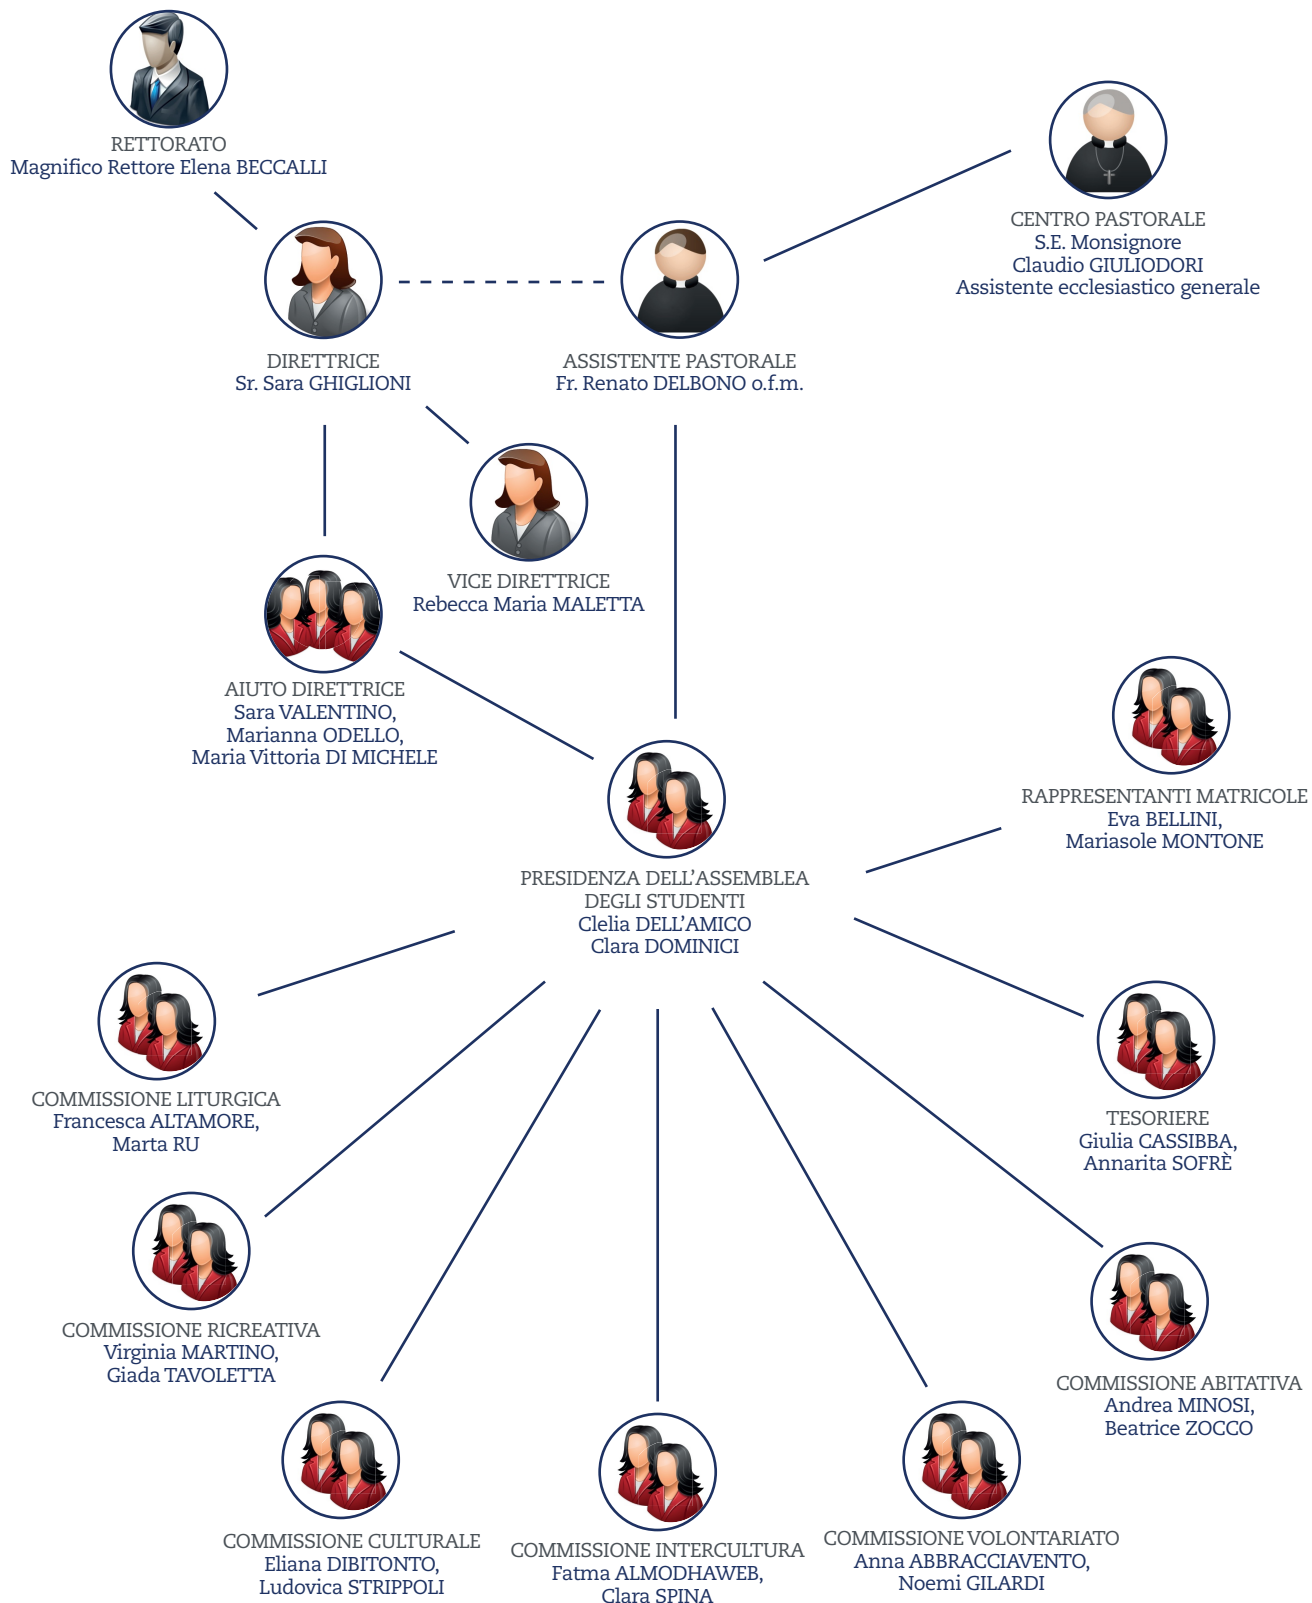 RETTORATO
Magnifico Rettore Elena BECCALLI
CENTRO PASTORALE
S.E. Monsignore
Claudio GIULIODORI
Assistente ecclesiastico generale
DIRETTRICE
Sr. Sara GHIGLIONI
ASSISTENTE PASTORALE
Fr. Renato DELBONO o.f.m.
VICE DIRETTRICE
Rebecca Maria MALETTA
AIUTO DIRETTRICE
Sara VALENTINO,
Marianna ODELLO,
Maria Vittoria DI MICHELE
RAPPRESENTANTI MATRICOLE
Eva BELLINI,
Mariasole MONTONE
PRESIDENZA DELL'ASSEMBLEA
DEGLI STUDENTI
Clelia DELL'AMICO
Clara DOMINICI
COMMISSIONE LITURGICA
Francesca ALTAMORE,
Marta RU
TESORIERE
Giulia CASSIBBA,
Annarita SOFRÈ
COMMISSIONE RICREATIVA
Virginia MARTINO,
Giada TAVOLETTA
COMMISSIONE ABITATIVA
Andrea MINOSI,
Beatrice ZOCCO
COMMISSIONE CULTURALE
Eliana DIBITONTO,
Ludovica STRIPPOLI
COMMISSIONE INTERCULTURA
Fatma ALMODHAWEB,
Clara SPINA
COMMISSIONE VOLONTARIATO
Anna ABBRACCIAVENTO,
Noemi GILARDI